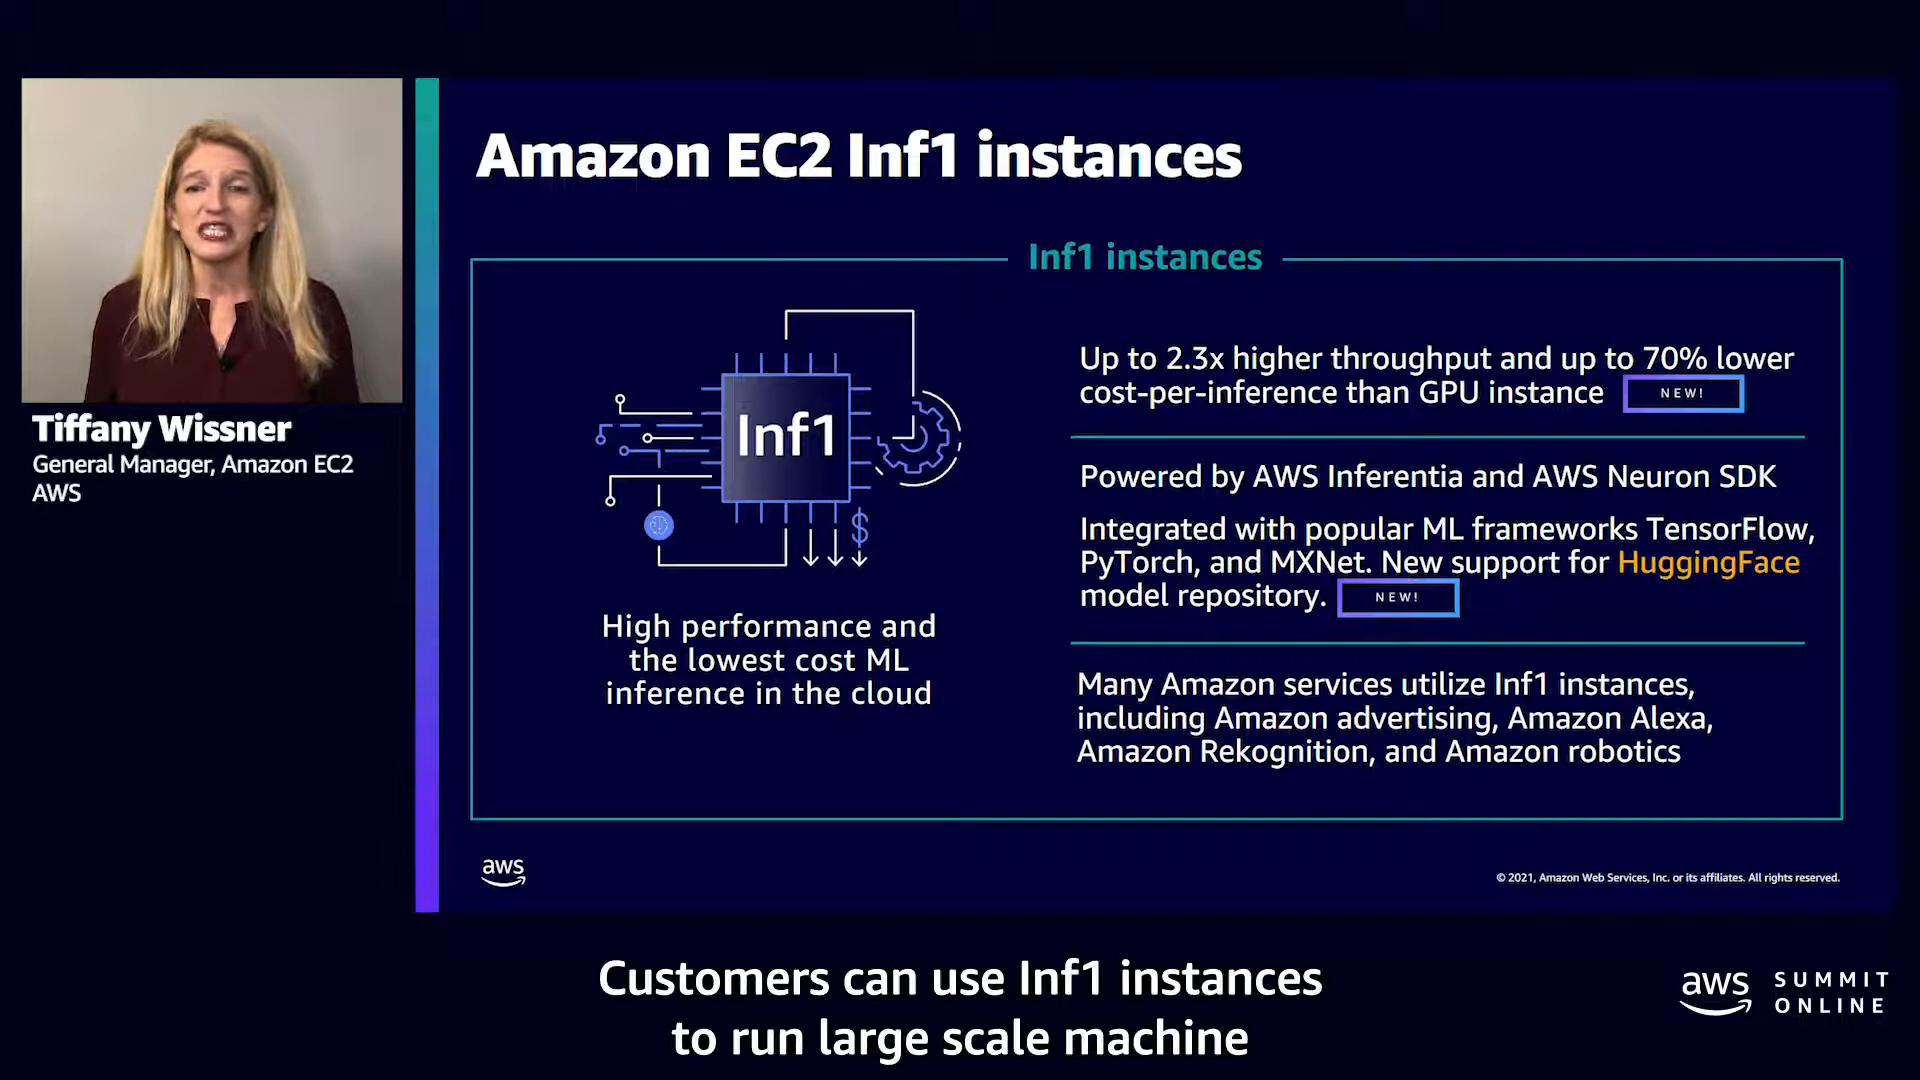 Amazon EC2 Inf1 instances
Inf1 instances
Inf1
$
High performance and
the lowest cost ML
inference in the cloud
Up to 2.3x higher throughput and up to 70% lower
cost-per-inference than GPU instance NEW!
Powered by AWS Inferentia and AWS Neuron SDK
Integrated with popular ML frameworks TensorFlow,
PyTorch, and MXNet. New support for HuggingFace
model repository. NEW!
Many Amazon services utilize Inf1 instances,
including Amazon advertising, Amazon Alexa,
Amazon Rekognition, and Amazon robotics
Tiffany Wissner
General Manager, Amazon EC2
AWS
aws
© 2021, Amazon Web Services, Inc. or its affiliates. All rights reserved.
Customers can use Inf1 instances
to run large scale machine
aws SUMMIT
ONLINE